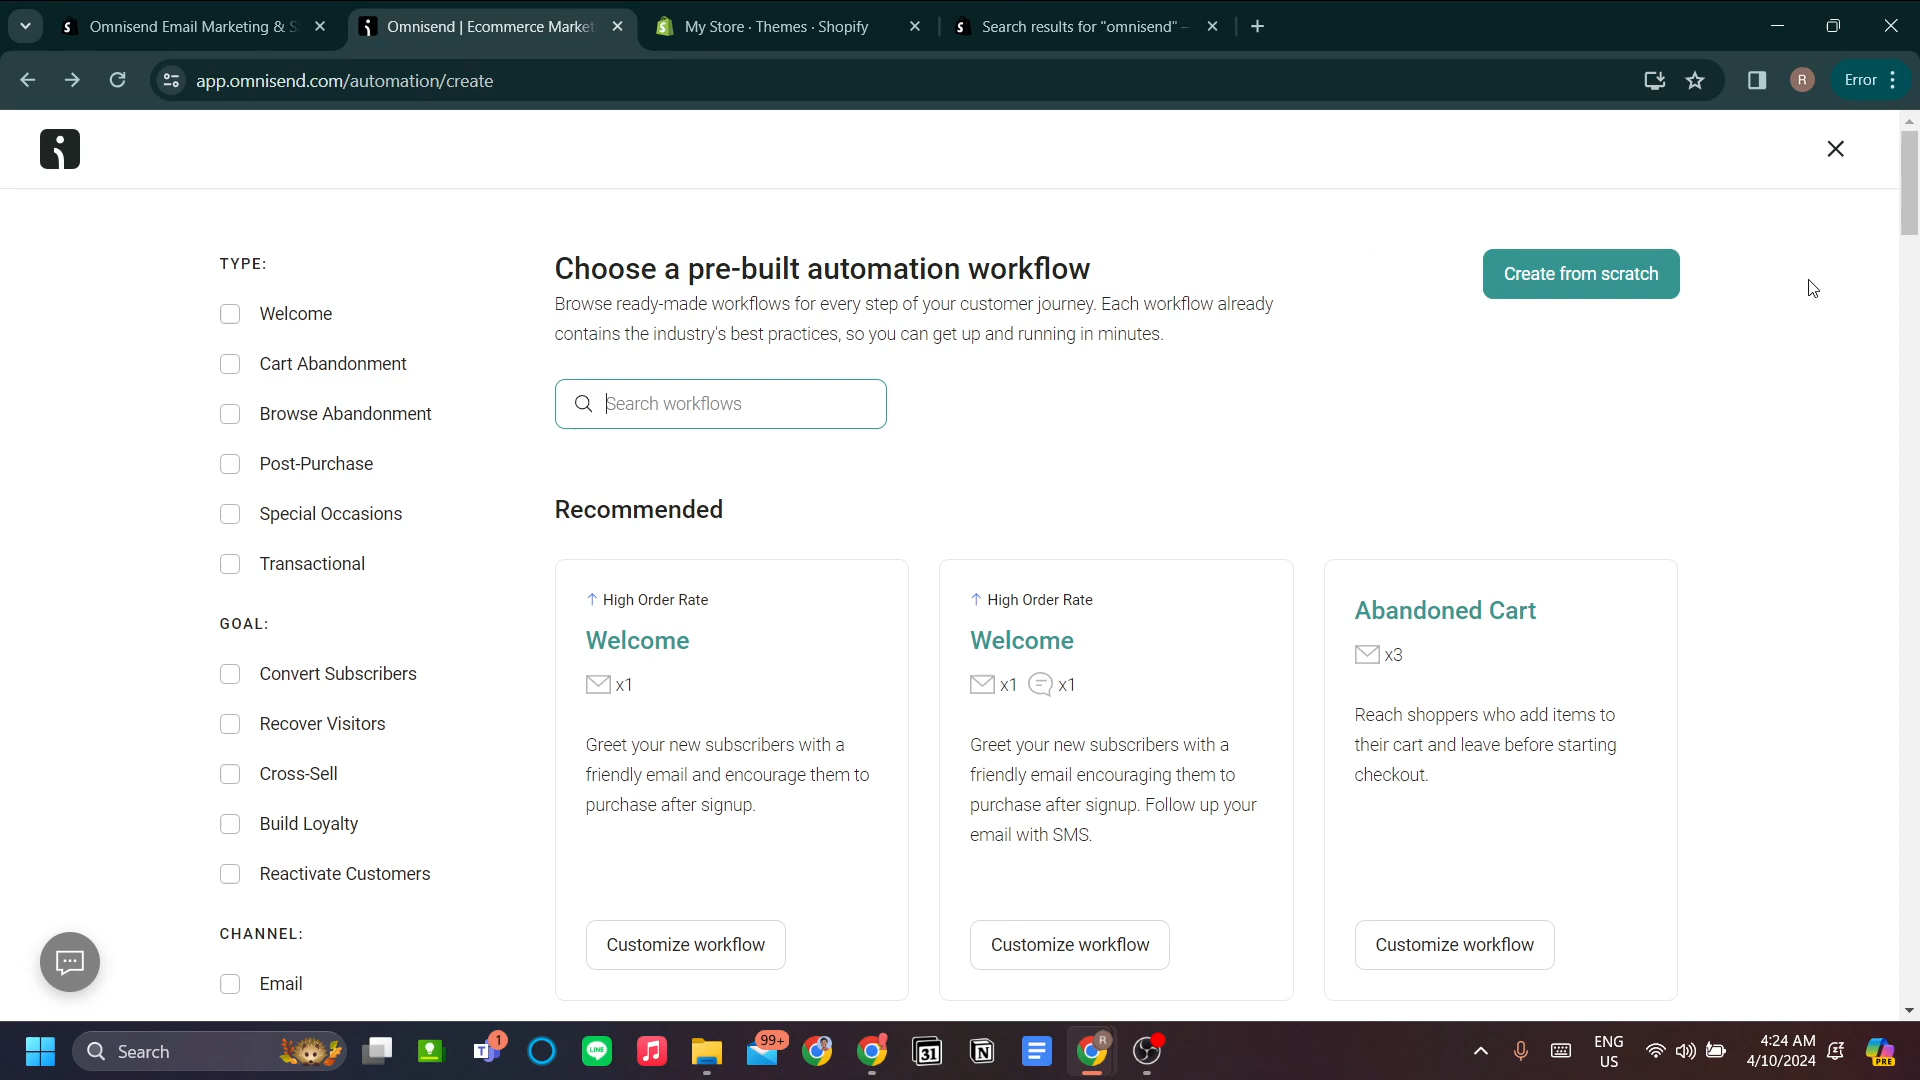 Omnisend Email Marketing & S
Omnisend | Ecommerce Market
My Store · Themes · Shopify
Search results for "omnisend" –
app.omnisend.com/automation/create
R
Error
TYPE:
Welcome
Cart Abandonment
Browse Abandonment
Post-Purchase
Special Occasions
Transactional
GOAL:
Convert Subscribers
Recover Visitors
Cross-Sell
Build Loyalty
Reactivate Customers
CHANNEL:
Email
Choose a pre-built automation workflow
Browse ready-made workflows for every step of your customer journey. Each workflow already
contains the industry's best practices, so you can get up and running in minutes.
Create from scratch
Search workflows
Recommended
High Order Rate
Welcome
x1
Greet your new subscribers with a
friendly email and encourage them to
purchase after signup.
Customize workflow
High Order Rate
Welcome
x1 x1
Greet your new subscribers with a
friendly email encouraging them to
purchase after signup. Follow up your
email with SMS.
Customize workflow
Abandoned Cart
x3
Reach shoppers who add items to
their cart and leave before starting
checkout.
Customize workflow
Search
1
T
LINE
99+
31
R
ENG
US
4:24 AM
4/10/2024
PRE